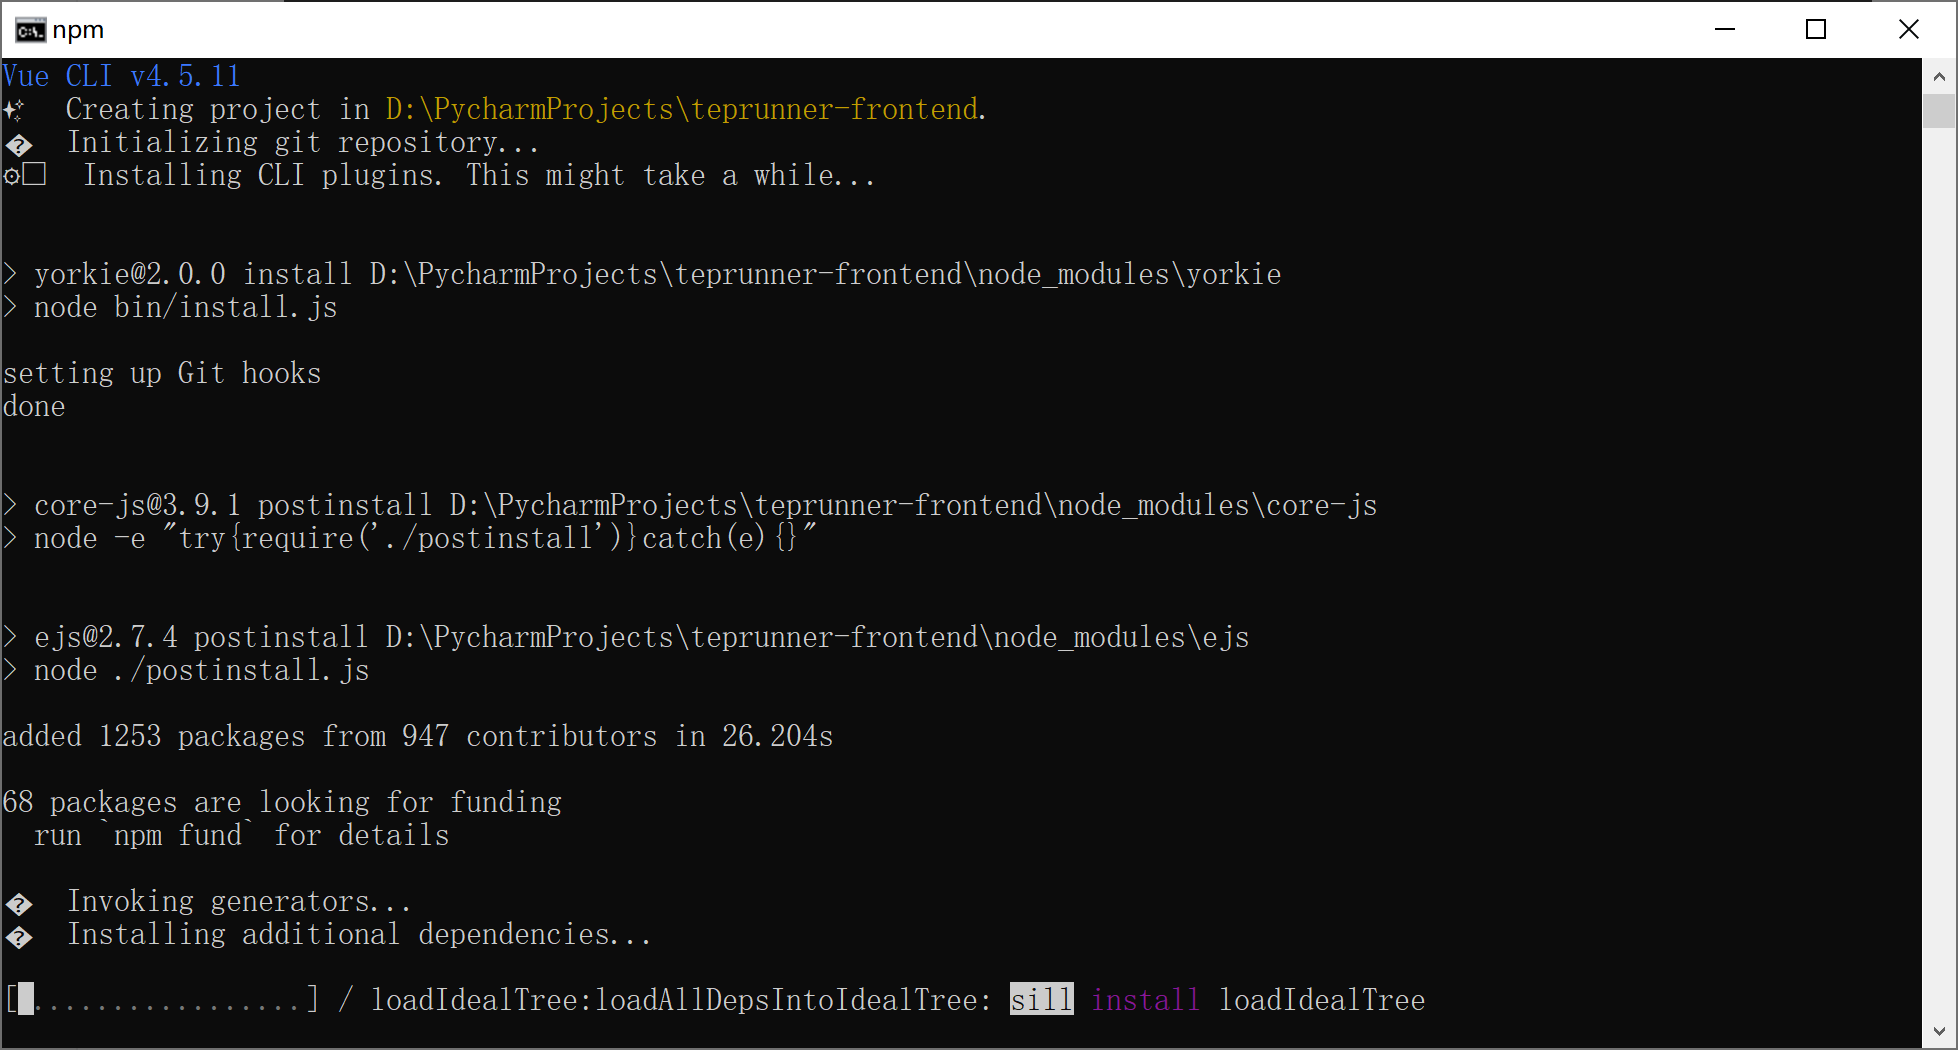 npm
Vue CLI v4.5.11
✨  Creating project in D:\PycharmProjects\teprunner-frontend.
�  Initializing git repository...
⚙□  Installing CLI plugins. This might take a while...
> yorkie@2.0.0 install D:\PycharmProjects\teprunner-frontend\node_modules\yorkie
> node bin/install.js
setting up Git hooks
done
> core-js@3.9.1 postinstall D:\PycharmProjects\teprunner-frontend\node_modules\core-js
> node -e "try{require('./postinstall')}catch(e){}"
> ejs@2.7.4 postinstall D:\PycharmProjects\teprunner-frontend\node_modules\ejs
> node ./postinstall.js
added 1253 packages from 947 contributors in 26.204s
68 packages are looking for funding
  run `npm fund` for details
�  Invoking generators...
�  Installing additional dependencies...
[█.................] / loadIdealTree:loadAllDepsIntoIdealTree: sill install loadIdealTree